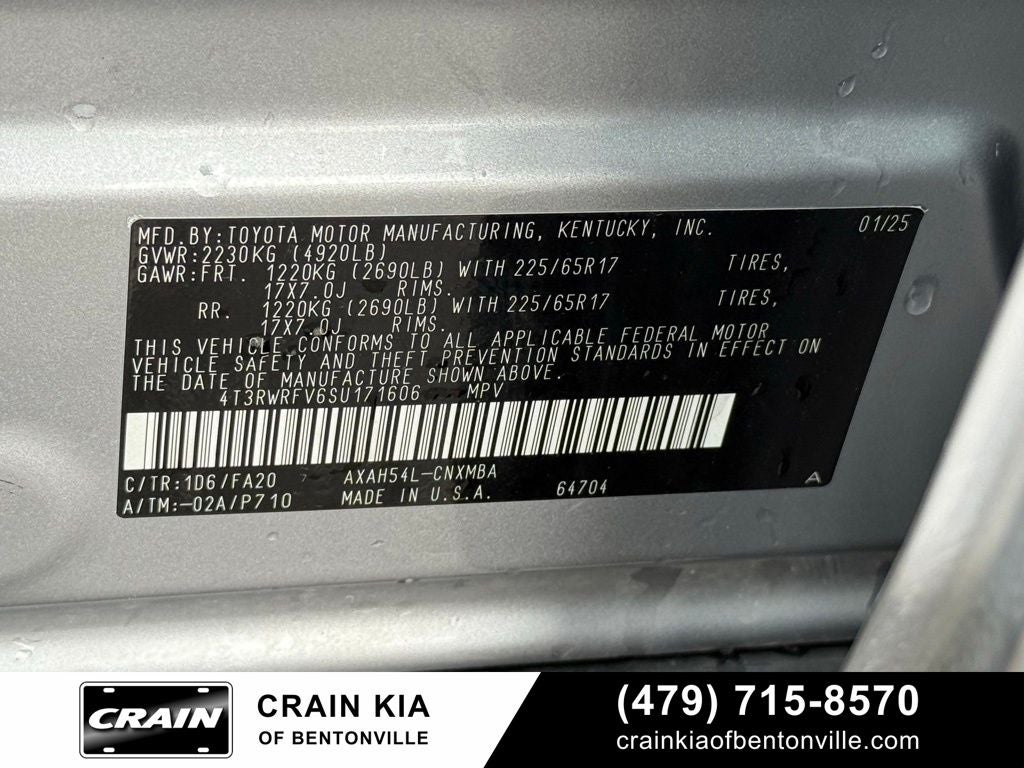 MFD.BY:TOYOTA MOTOR MANUFACTURING, KENTUCKY, INC. 01/25
GVWR:2230KG (4920LB)
GAWR:FRT. 1220KG (2690LB) WITH 225/65R17 TIRES,
17X7.0J RIMS.
RR. 1220KG (2690LB) WITH 225/65R17 TIRES,
17X7.0J RIMS.
THIS VEHICLE CONFORMS TO ALL APPLICABLE FEDERAL MOTOR
VEHICLE SAFETY AND THEFT PREVENTION STANDARDS IN EFFECT ON
THE DATE OF MANUFACTURE SHOWN ABOVE.
4T3RWRFV6SU171606 MPV
C/TR:1D6/FA20 AXAH54L-CNXMBA
A/TM:-02A/P710 MADE IN U.S.A. 64704 A
CRAIN
CRAIN KIA
OF BENTONVILLE
(479) 715-8570
crainkiaofbentonville.com